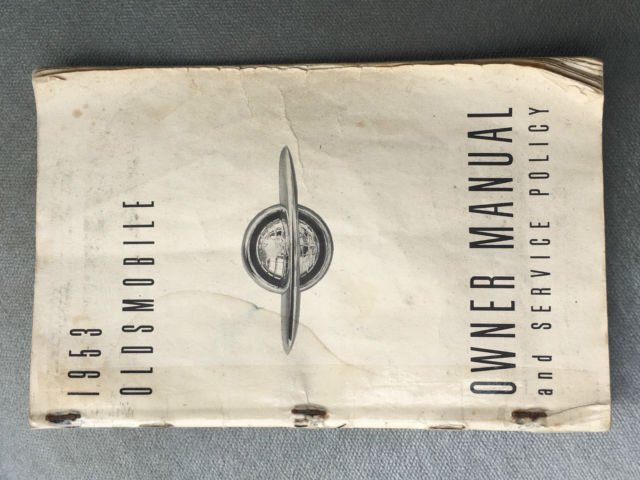 1953
OLDSMOBILE
OWNER MANUAL
and SERVICE POLICY